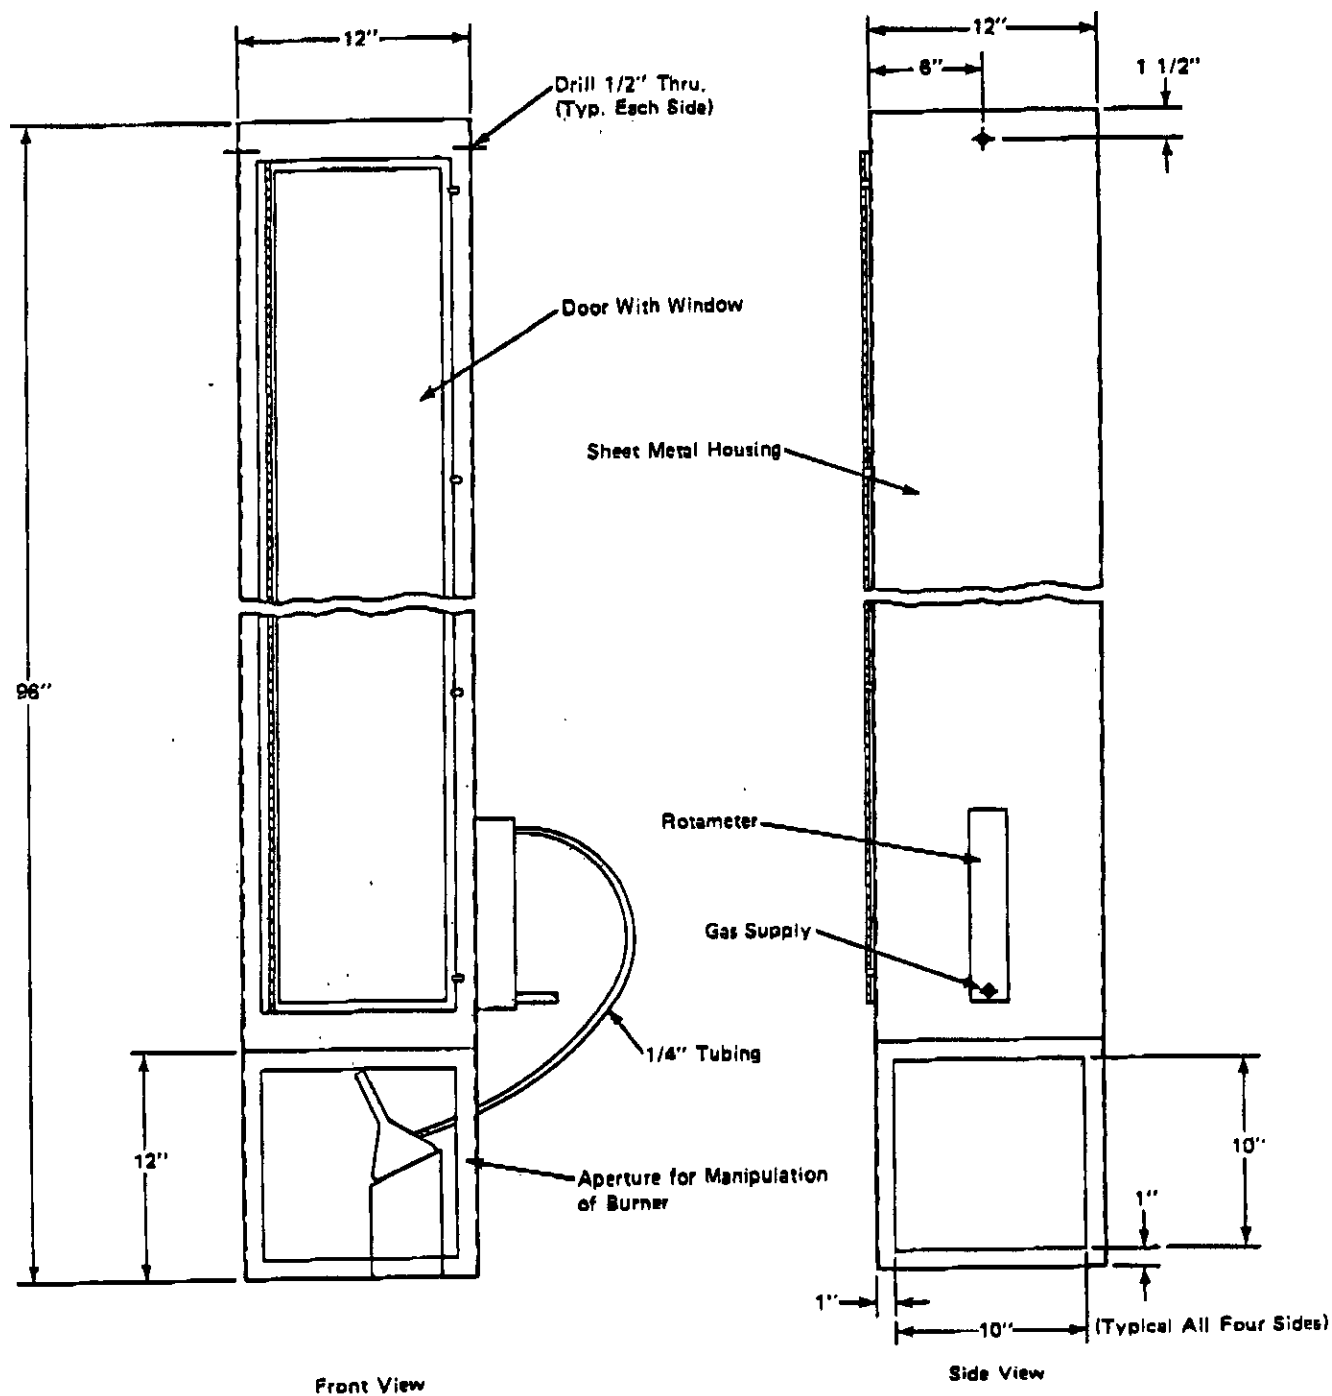 12"
12"
6"
1 1/2"
Drill 1/2" Thru.
(Typ. Each Side)
Door With Window
Sheet Metal Housing
96"
Rotameter
Gas Supply
1/4" Tubing
12"
10"
Aperture for Manipulation
of Burner
1"
1"
10"
(Typical All Four Sides)
Front View
Side View